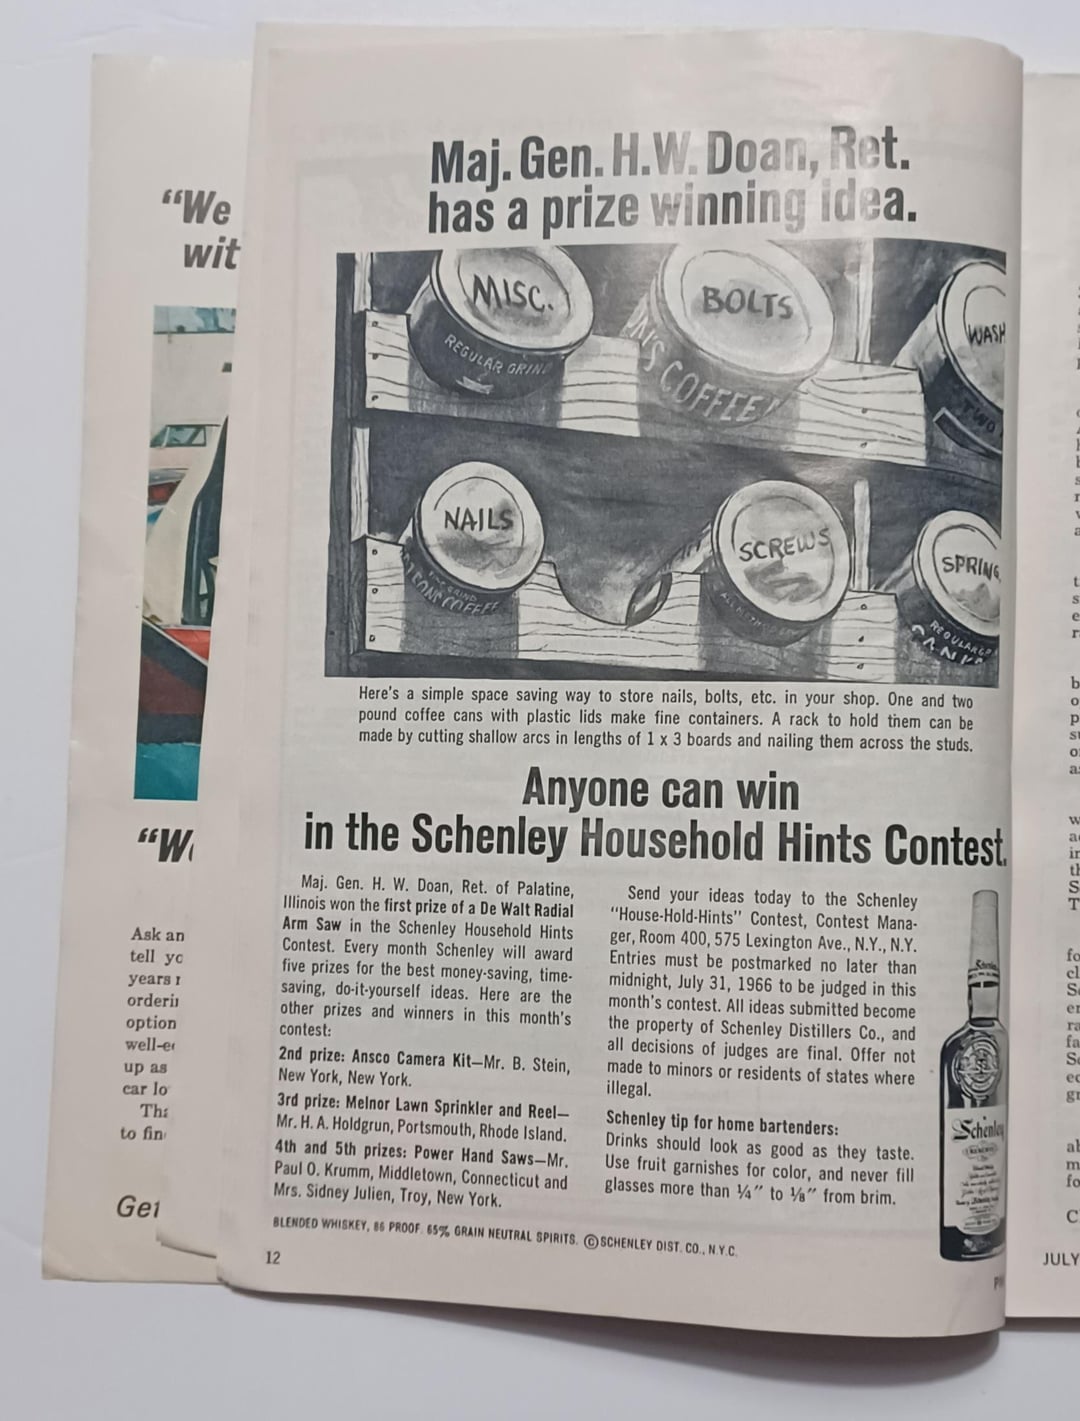 "We
wit
"W
Ask an
tell yo
years
orderi
option
well-e
up as
car lo
Tha
to fin
Get
Maj. Gen. H.W. Doan, Ret.
has a prize winning idea.
MISC.
REGULAR GRIND
BOLTS
N'S COFFEE
WASH
TWO
NAILS
COFFEE
SCREWS
SPRING
REGULAR
Here's a simple space saving way to store nails, bolts, etc. in your shop. One and two
pound coffee cans with plastic lids make fine containers. A rack to hold them can be
made by cutting shallow arcs in lengths of 1 x 3 boards and nailing them across the studs.
Anyone can win
in the Schenley Household Hints Contest.
Maj. Gen. H. W. Doan, Ret. of Palatine,
Illinois won the first prize of a De Walt Radial
Arm Saw in the Schenley Household Hints
Contest. Every month Schenley will award
five prizes for the best money-saving, time-
saving, do-it-yourself ideas. Here are the
other prizes and winners in this month's
contest:
2nd prize: Ansco Camera Kit—Mr. B. Stein,
New York, New York.
3rd prize: Melnor Lawn Sprinkler and Reel—
Mr. H. A. Holdgrun, Portsmouth, Rhode Island.
4th and 5th prizes: Power Hand Saws—Mr.
Paul O. Krumm, Middletown, Connecticut and
Mrs. Sidney Julien, Troy, New York.
Send your ideas today to the Schenley
"House-Hold-Hints" Contest, Contest Mana-
ger, Room 400, 575 Lexington Ave., N.Y., N.Y.
Entries must be postmarked no later than
midnight, July 31, 1966 to be judged in this
month's contest. All ideas submitted become
the property of Schenley Distillers Co., and
all decisions of judges are final. Offer not
made to minors or residents of states where
illegal.
Schenley tip for home bartenders:
Drinks should look as good as they taste.
Use fruit garnishes for color, and never fill
glasses more than ¼" to ⅛" from brim.
Schenley
Schenley
BLENDED WHISKEY, 86 PROOF. 65% GRAIN NEUTRAL SPIRITS. ©SCHENLEY DIST. CO., N.Y.C.
12
JULY